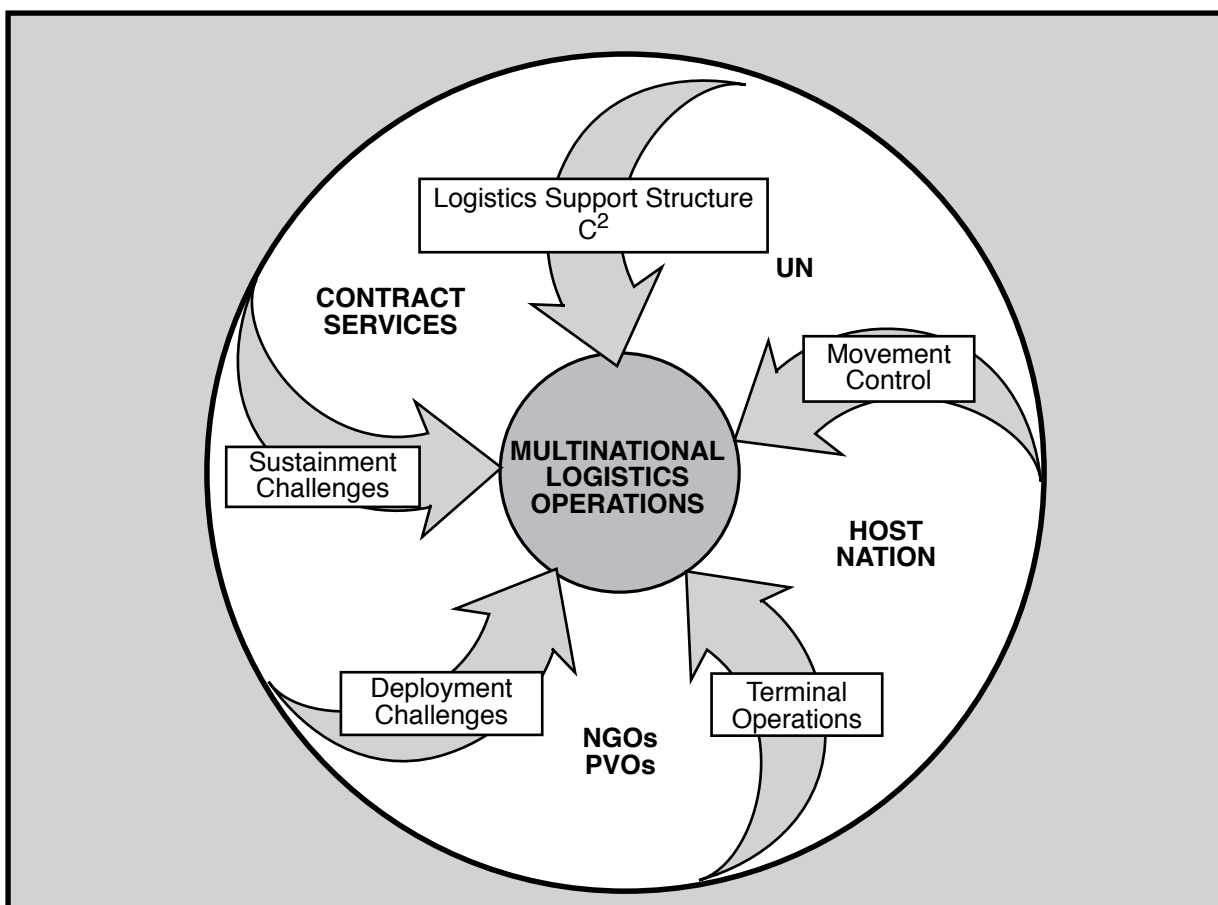 Logistics Support Structure
C²
UN
CONTRACT
SERVICES
Movement
Control
MULTINATIONAL
LOGISTICS
OPERATIONS
Sustainment
Challenges
HOST
NATION
Deployment
Challenges
Terminal
Operations
NGOs
PVOs